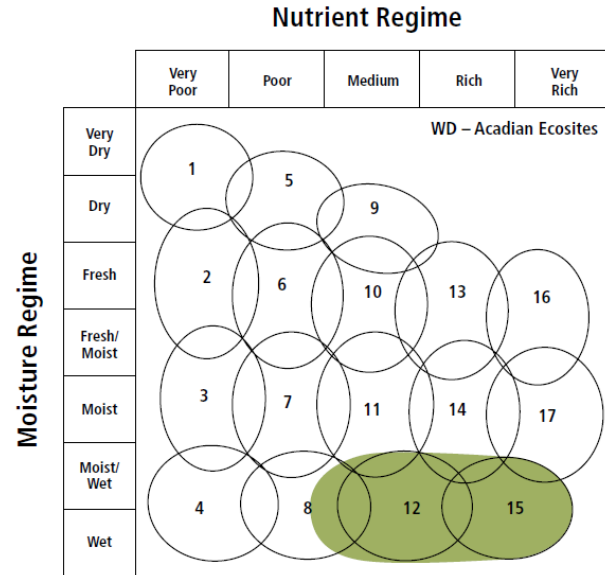 Nutrient Regime
Very
Poor
Poor
Medium
Rich
Very
Rich
WD – Acadian Ecosites
Moisture Regime
Very
Dry
Dry
Fresh
Fresh/
Moist
Moist
Moist/
Wet
Wet
1
5
9
2
6
10
13
16
3
7
11
14
17
4
8
12
15